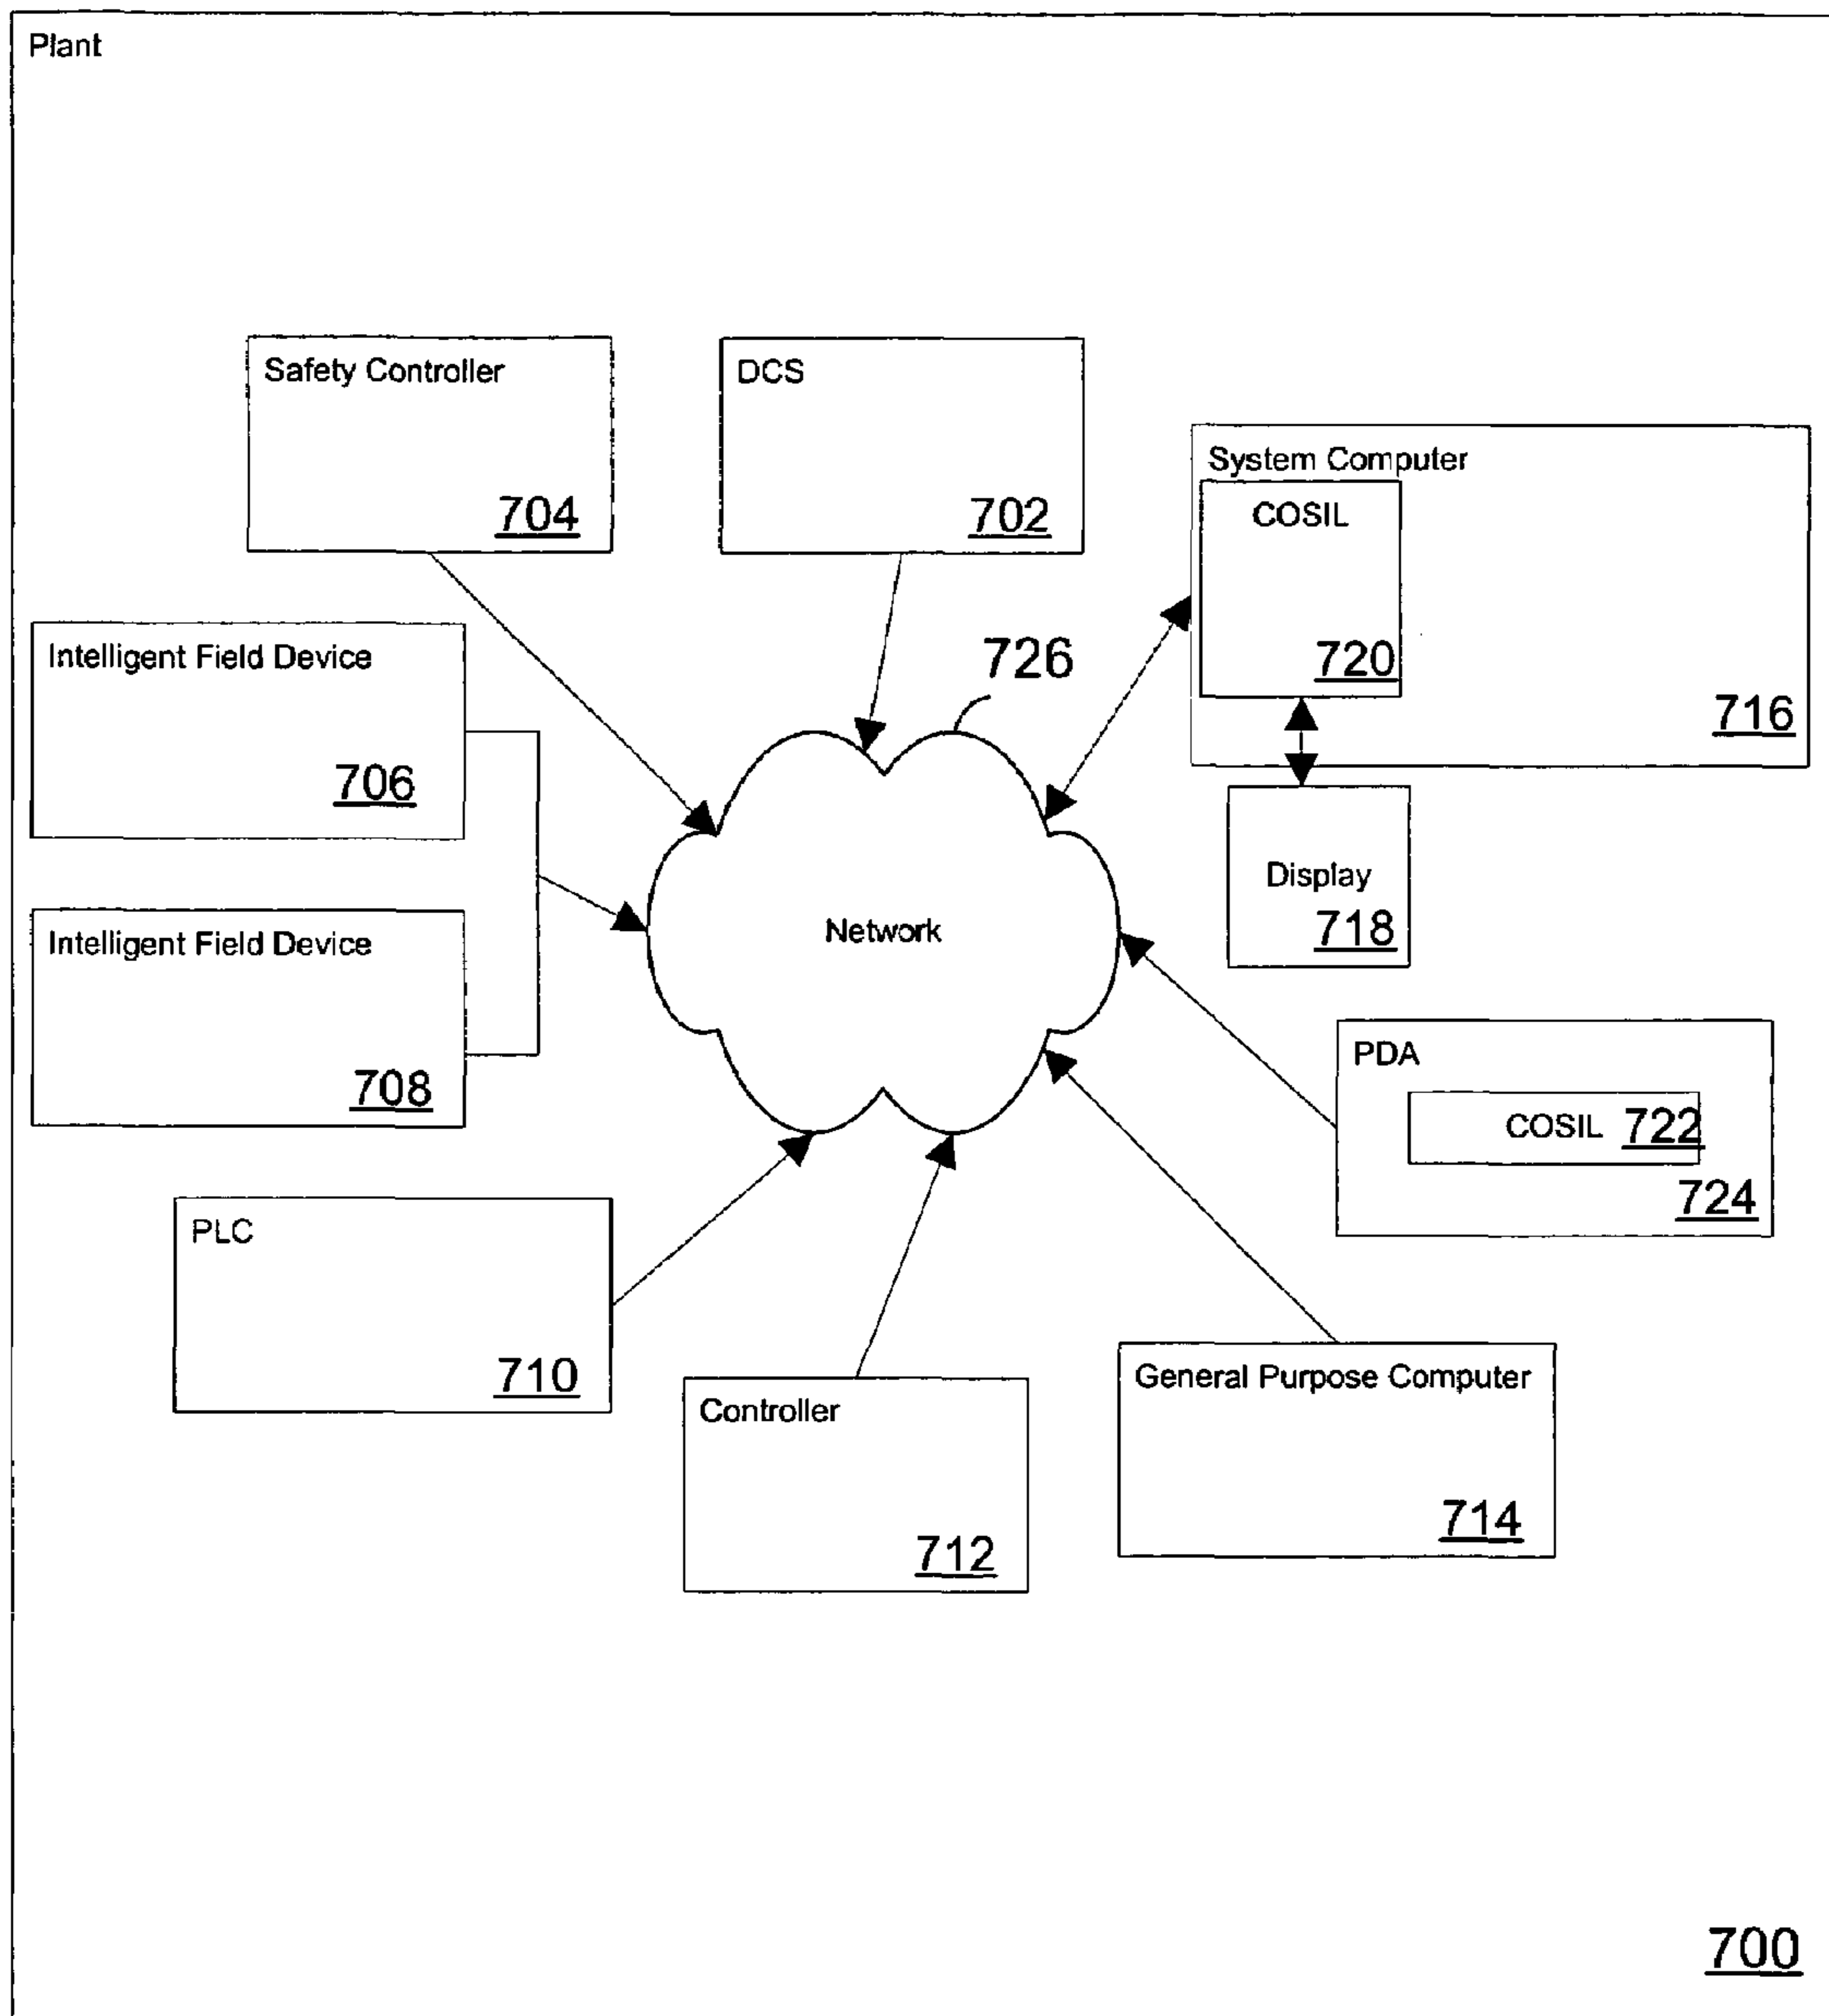 Plant
Safety Controller
704
DCS
702
System Computer
COSIL
720
716
Intelligent Field Device
706
726
Display
718
Intelligent Field Device
708
Network
PDA
COSIL 722
724
PLC
710
Controller
712
General Purpose Computer
714
700